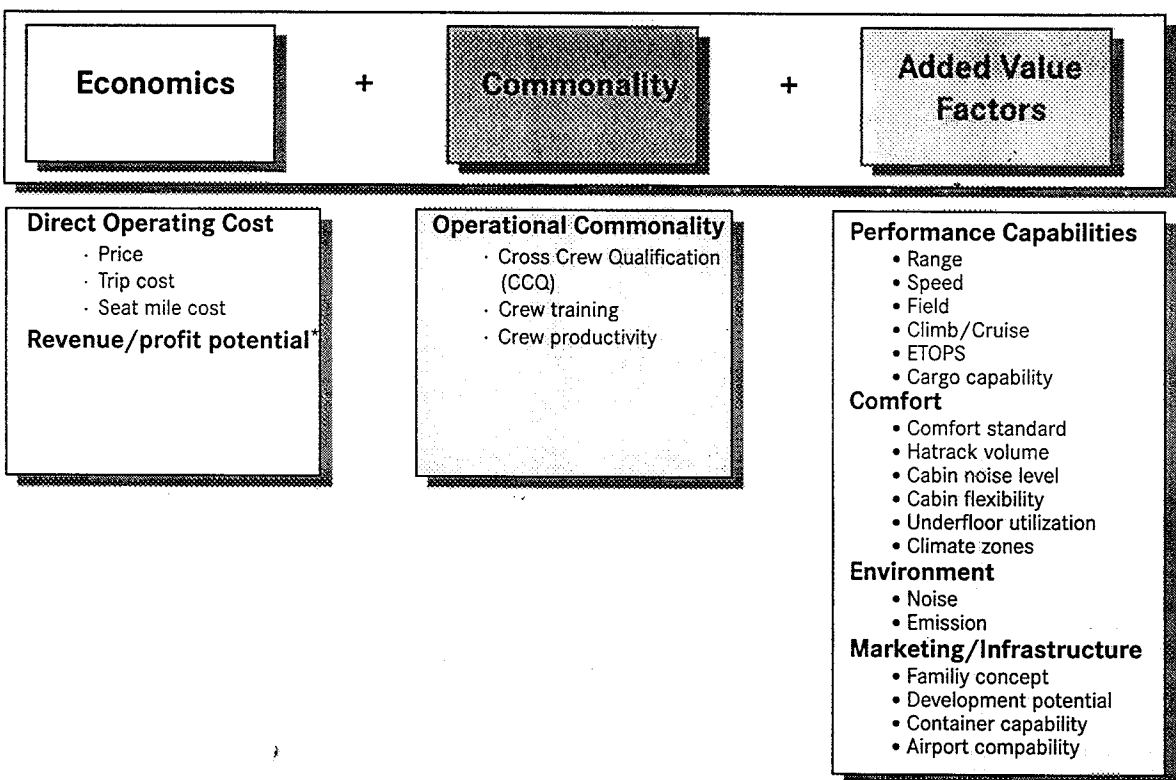 Economics
+
Commonality
+
Added Value
Factors
Direct Operating Cost
· Price
· Trip cost
· Seat mile cost
Revenue/profit potential*
Operational Commonality
· Cross Crew Qualification
(CCQ)
· Crew training
· Crew productivity
Performance Capabilities
• Range
• Speed
• Field
• Climb/Cruise
• ETOPS
• Cargo capability
Comfort
• Comfort standard
• Hatrack volume
• Cabin noise level
• Cabin flexibility
• Underfloor utilization
• Climate zones
Environment
• Noise
• Emission
Marketing/Infrastructure
• Familiy concept
• Development potential
• Container capability
• Airport compability